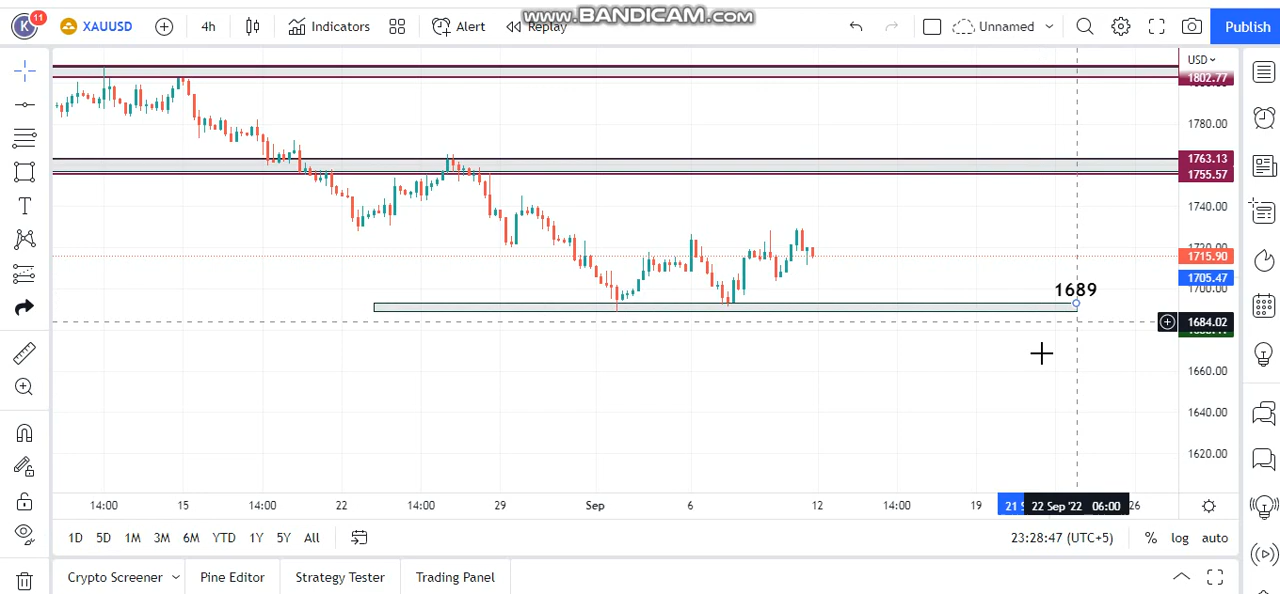 www.BANDICAM.com
K 11 XAUUSD 4h Indicators Alert Replay Unnamed Publish
USD
1802.77
1780.00
1763.13
1755.57
1740.00
1715.90
1705.47
1700.00
1689
1684.02
1660.00
1640.00
1620.00
14:00 15 14:00 22 14:00 29 Sep 6 12 14:00 19 21 22 Sep '22 06:00 26
1D 5D 1M 3M 6M YTD 1Y 5Y All 23:28:47 (UTC+5) % log auto
Crypto Screener Pine Editor Strategy Tester Trading Panel